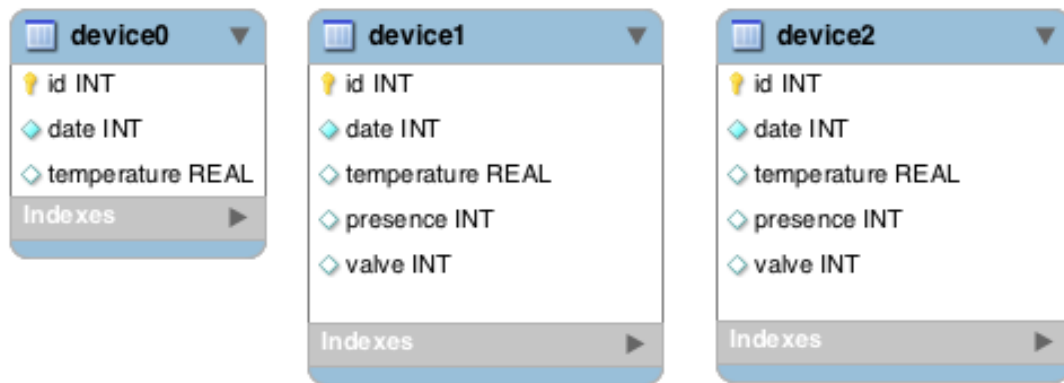 device0
id INT
date INT
temperature REAL
Indexes
device1
id INT
date INT
temperature REAL
presence INT
valve INT
Indexes
device2
id INT
date INT
temperature REAL
presence INT
valve INT
Indexes